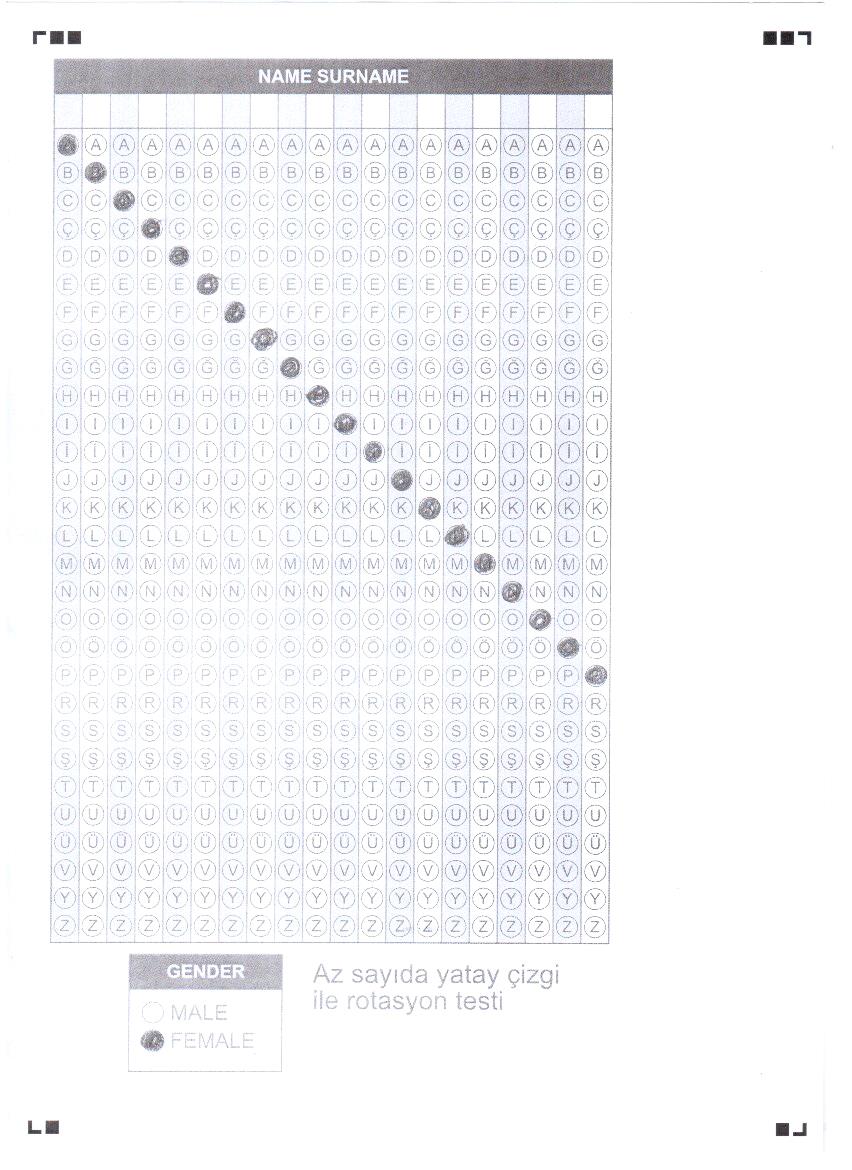 NAME SURNAME
A A A A A A A A A A A A A A A A A A A
B B B B B B B B B B B B B B B B B B B
C C C C C C C C C C C C C C C C C C C
Ç Ç Ç Ç Ç Ç Ç Ç Ç Ç Ç Ç Ç Ç Ç Ç Ç Ç Ç
D D D D D D D D D D D D D D D D D D D
E E E E E E E E E E E E E E E E E E E
F F F F F F F F F F F F F F F F F F F
G G G G G G G G G G G G G G G G G G G
Ğ Ğ Ğ Ğ Ğ Ğ Ğ Ğ Ğ Ğ Ğ Ğ Ğ Ğ Ğ Ğ Ğ Ğ Ğ
H H H H H H H H H H H H H H H H H H H
I I I I I I I I I I I I I I I I I I I
İ İ İ İ İ İ İ İ İ İ İ İ İ İ İ İ İ İ İ
J J J J J J J J J J J J J J J J J J J
K K K K K K K K K K K K K K K K K K K
L L L L L L L L L L L L L L L L L L L
M M M M M M M M M M M M M M M M M M M
N N N N N N N N N N N N N N N N N N N
O O O O O O O O O O O O O O O O O O O
Ö Ö Ö Ö Ö Ö Ö Ö Ö Ö Ö Ö Ö Ö Ö Ö Ö Ö Ö
P P P P P P P P P P P P P P P P P P P
R R R R R R R R R R R R R R R R R R R R
S S S S S S S S S S S S S S S S S S S S
Ş Ş Ş Ş Ş Ş Ş Ş Ş Ş Ş Ş Ş Ş Ş Ş Ş Ş Ş Ş
T T T T T T T T T T T T T T T T T T T T
U U U U U U U U U U U U U U U U U U U U
Ü Ü Ü Ü Ü Ü Ü Ü Ü Ü Ü Ü Ü Ü Ü Ü Ü Ü Ü Ü
V V V V V V V V V V V V V V V V V V V V
Y Y Y Y Y Y Y Y Y Y Y Y Y Y Y Y Y Y Y Y
Z Z Z Z Z Z Z Z Z Z Z Z Z Z Z Z Z Z Z Z
GENDER
MALE
FEMALE
Az sayıda yatay çizgi
ile rotasyon testi